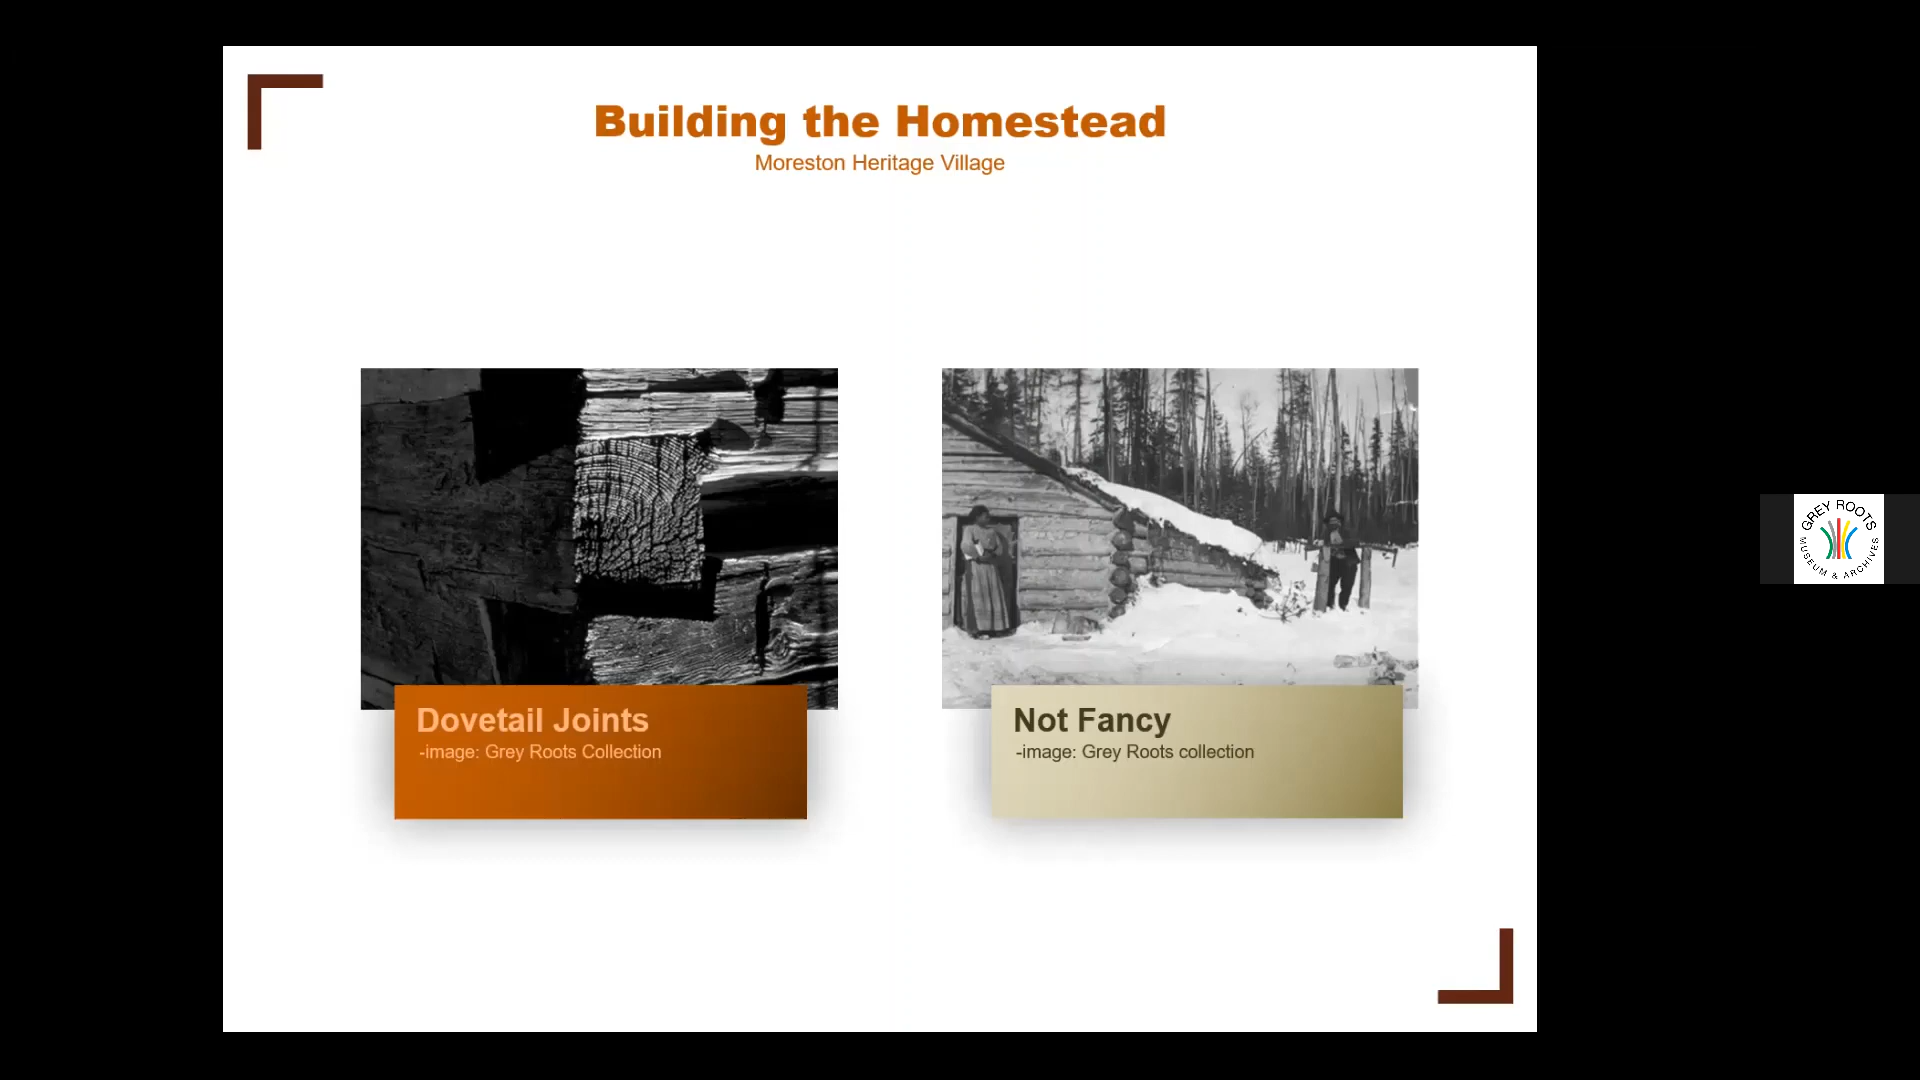 Building the Homestead
Moreston Heritage Village
Dovetail Joints
-image: Grey Roots Collection
Not Fancy
-image: Grey Roots collection
GREY ROOTS
MUSEUM & ARCHIVES